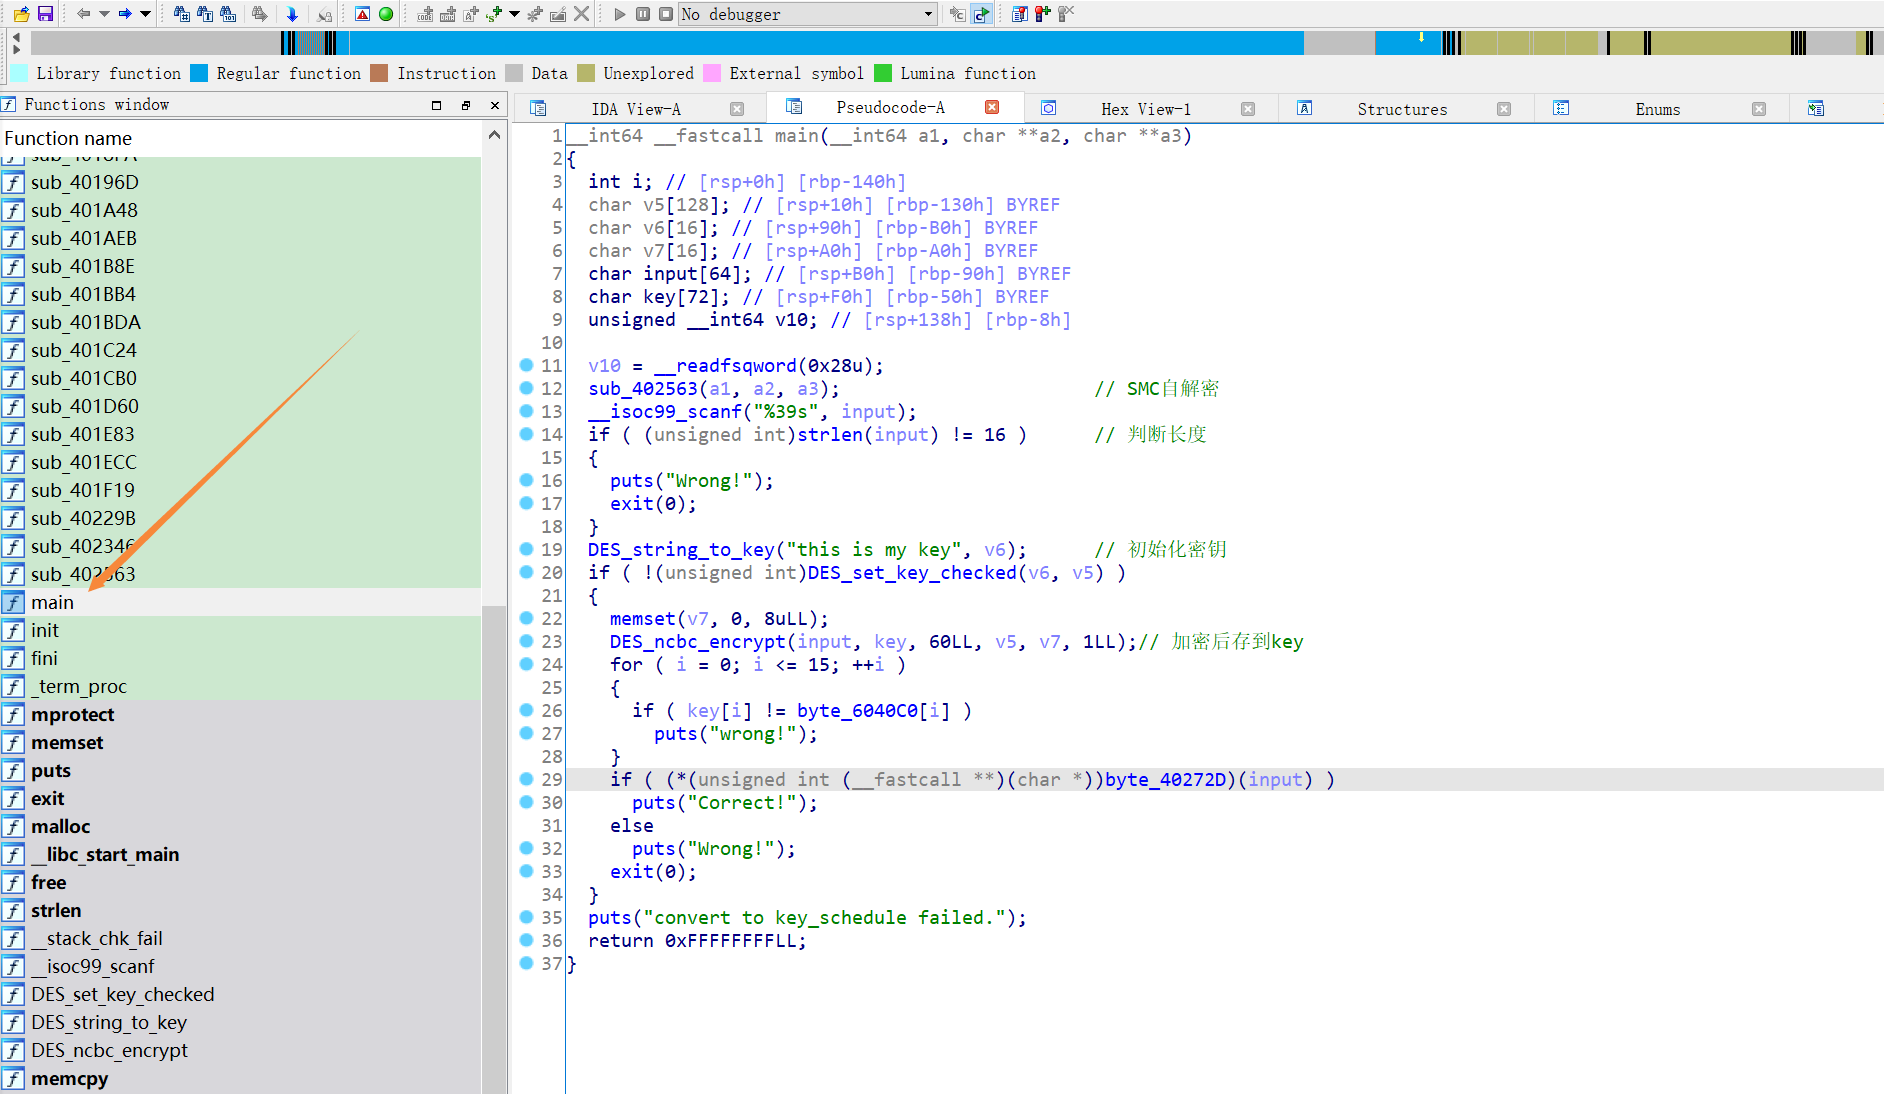 No debugger
Library function Regular function Instruction Data Unexplored External symbol Lumina function
Functions window
IDA View-A Pseudocode-A Hex View-1 Structures Enums
Function name
sub_40196D
sub_401A48
sub_401AEB
sub_401B8E
sub_401BB4
sub_401BDA
sub_401C24
sub_401CB0
sub_401D60
sub_401E83
sub_401ECC
sub_401F19
sub_40229B
sub_402346
sub_402563
main
init
fini
_term_proc
mprotect
memset
puts
exit
malloc
__libc_start_main
free
strlen
__stack_chk_fail
__isoc99_scanf
DES_set_key_checked
DES_string_to_key
DES_ncbc_encrypt
memcpy
1 __int64 __fastcall main(__int64 a1, char **a2, char **a3)
2 {
3 int i; // [rsp+0h] [rbp-140h]
4 char v5[128]; // [rsp+10h] [rbp-130h] BYREF
5 char v6[16]; // [rsp+90h] [rbp-B0h] BYREF
6 char v7[16]; // [rsp+A0h] [rbp-A0h] BYREF
7 char input[64]; // [rsp+B0h] [rbp-90h] BYREF
8 char key[72]; // [rsp+F0h] [rbp-50h] BYREF
9 unsigned __int64 v10; // [rsp+138h] [rbp-8h]
10
11 v10 = __readfsqword(0x28u);
12 sub_402563(a1, a2, a3); // SMC自解密
13 __isoc99_scanf("%39s", input);
14 if ( (unsigned int)strlen(input) != 16 ) // 判断长度
15 {
16 puts("Wrong!");
17 exit(0);
18 }
19 DES_string_to_key("this is my key", v6); // 初始化密钥
20 if ( !(unsigned int)DES_set_key_checked(v6, v5) )
21 {
22 memset(v7, 0, 8uLL);
23 DES_ncbc_encrypt(input, key, 60LL, v5, v7, 1LL);// 加密后存到key
24 for ( i = 0; i <= 15; ++i )
25 {
26 if ( key[i] != byte_6040C0[i] )
27 puts("wrong!");
28 }
29 if ( (*(unsigned int (__fastcall **)(char *))byte_40272D)(input) )
30 puts("Correct!");
31 else
32 puts("Wrong!");
33 exit(0);
34 }
35 puts("convert to key_schedule failed.");
36 return 0xFFFFFFFFLL;
37 }